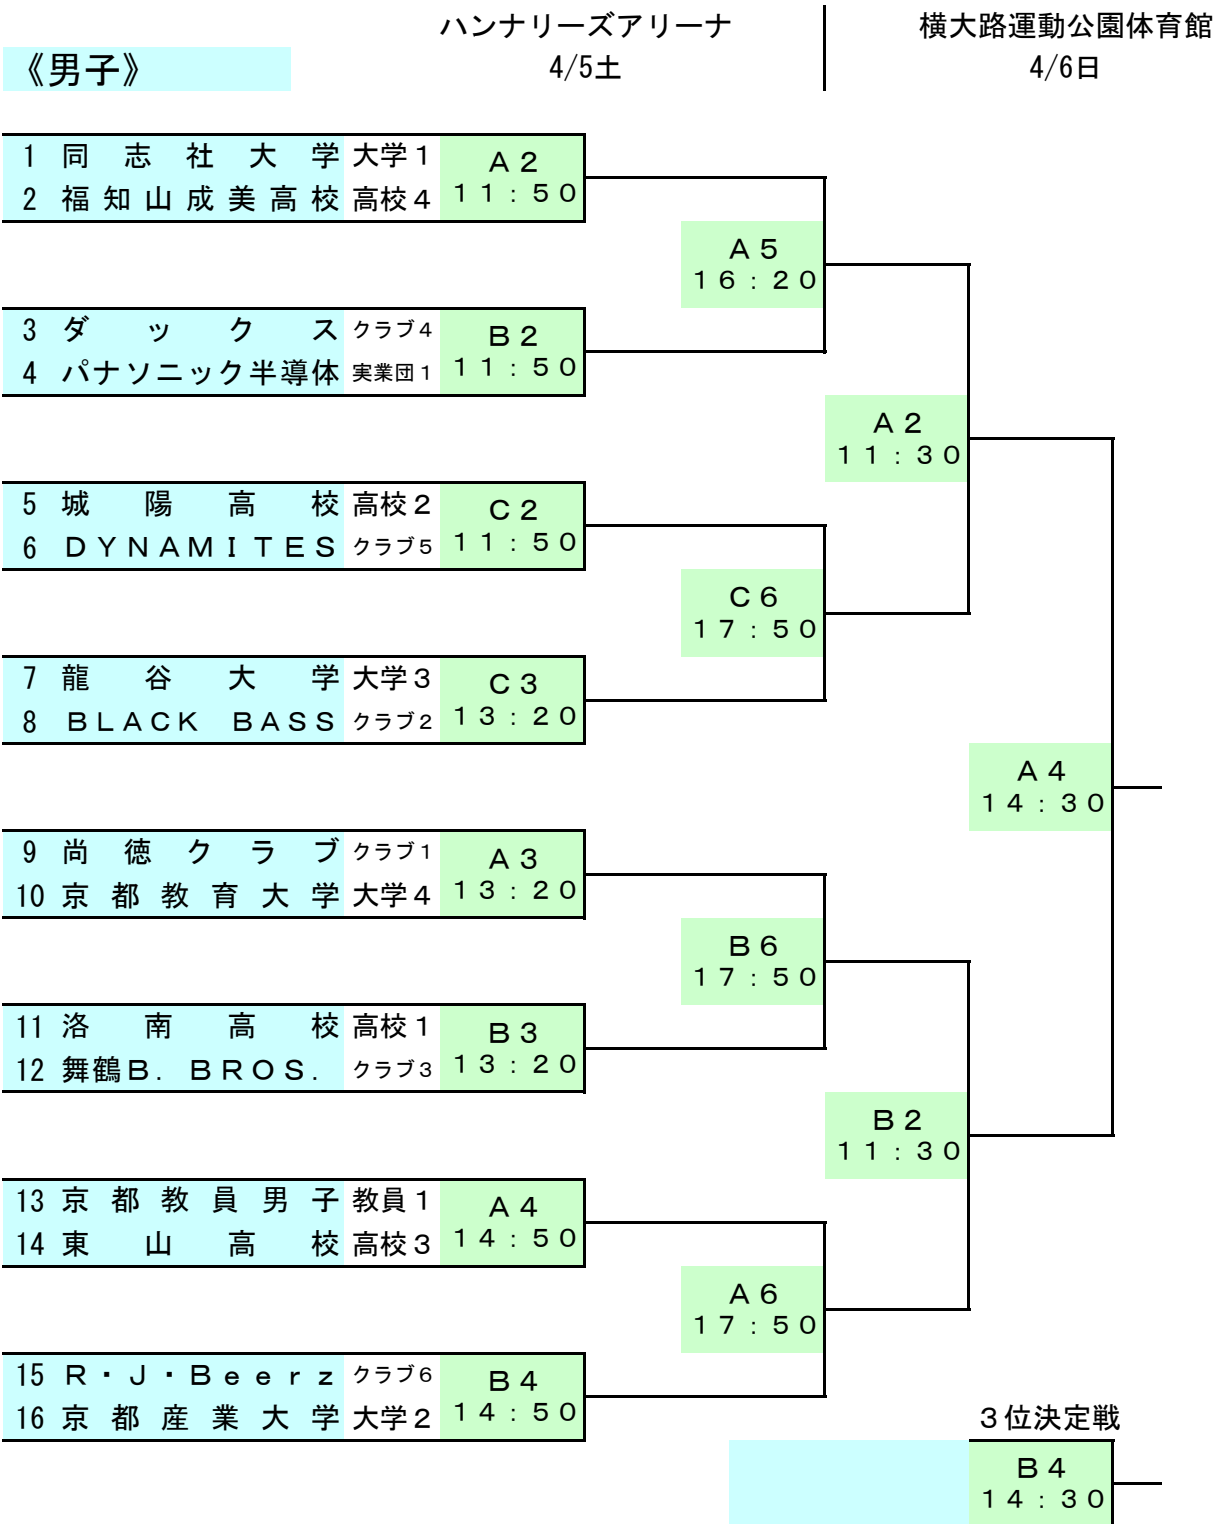 ハンナリーズアリーナ 横大路運動公園体育館
《男子》 4/5土 4/6日
1 同志社大学 大学1
2 福知山成美高校 高校4
A2
11:50
A5
16:20
3 ダックス クラブ4
4 パナソニック半導体 実業団1
B2
11:50
A2
11:30
5 城陽高校 高校2
6 DYNAMITES クラブ5
C2
11:50
C6
17:50
7 龍谷大学 大学3
8 BLACK BASS クラブ2
C3
13:20
A4
14:30
9 尚徳クラブ クラブ1
10 京都教育大学 大学4
A3
13:20
B6
17:50
11 洛南高校 高校1
12 舞鶴B.BROS. クラブ3
B3
13:20
B2
11:30
13 京都教員男子 教員1
14 東山高校 高校3
A4
14:50
A6
17:50
15 R・J・Beerz クラブ6
16 京都産業大学 大学2
B4
14:50
3位決定戦
B4
14:30